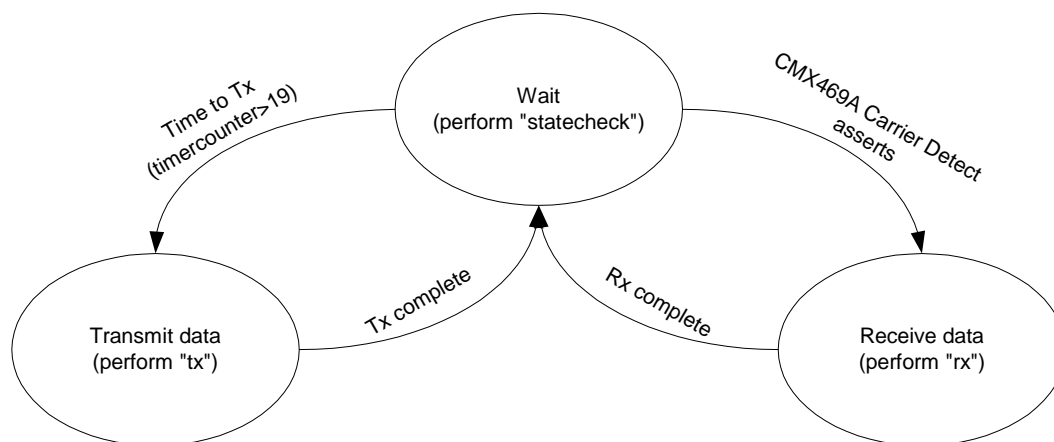 Wait
(perform "statecheck")
Time to Tx
(timercounter>19)
CMX469A Carrier Detect
asserts
Tx complete
Rx complete
Transmit data
(perform "tx")
Receive data
(perform "rx")